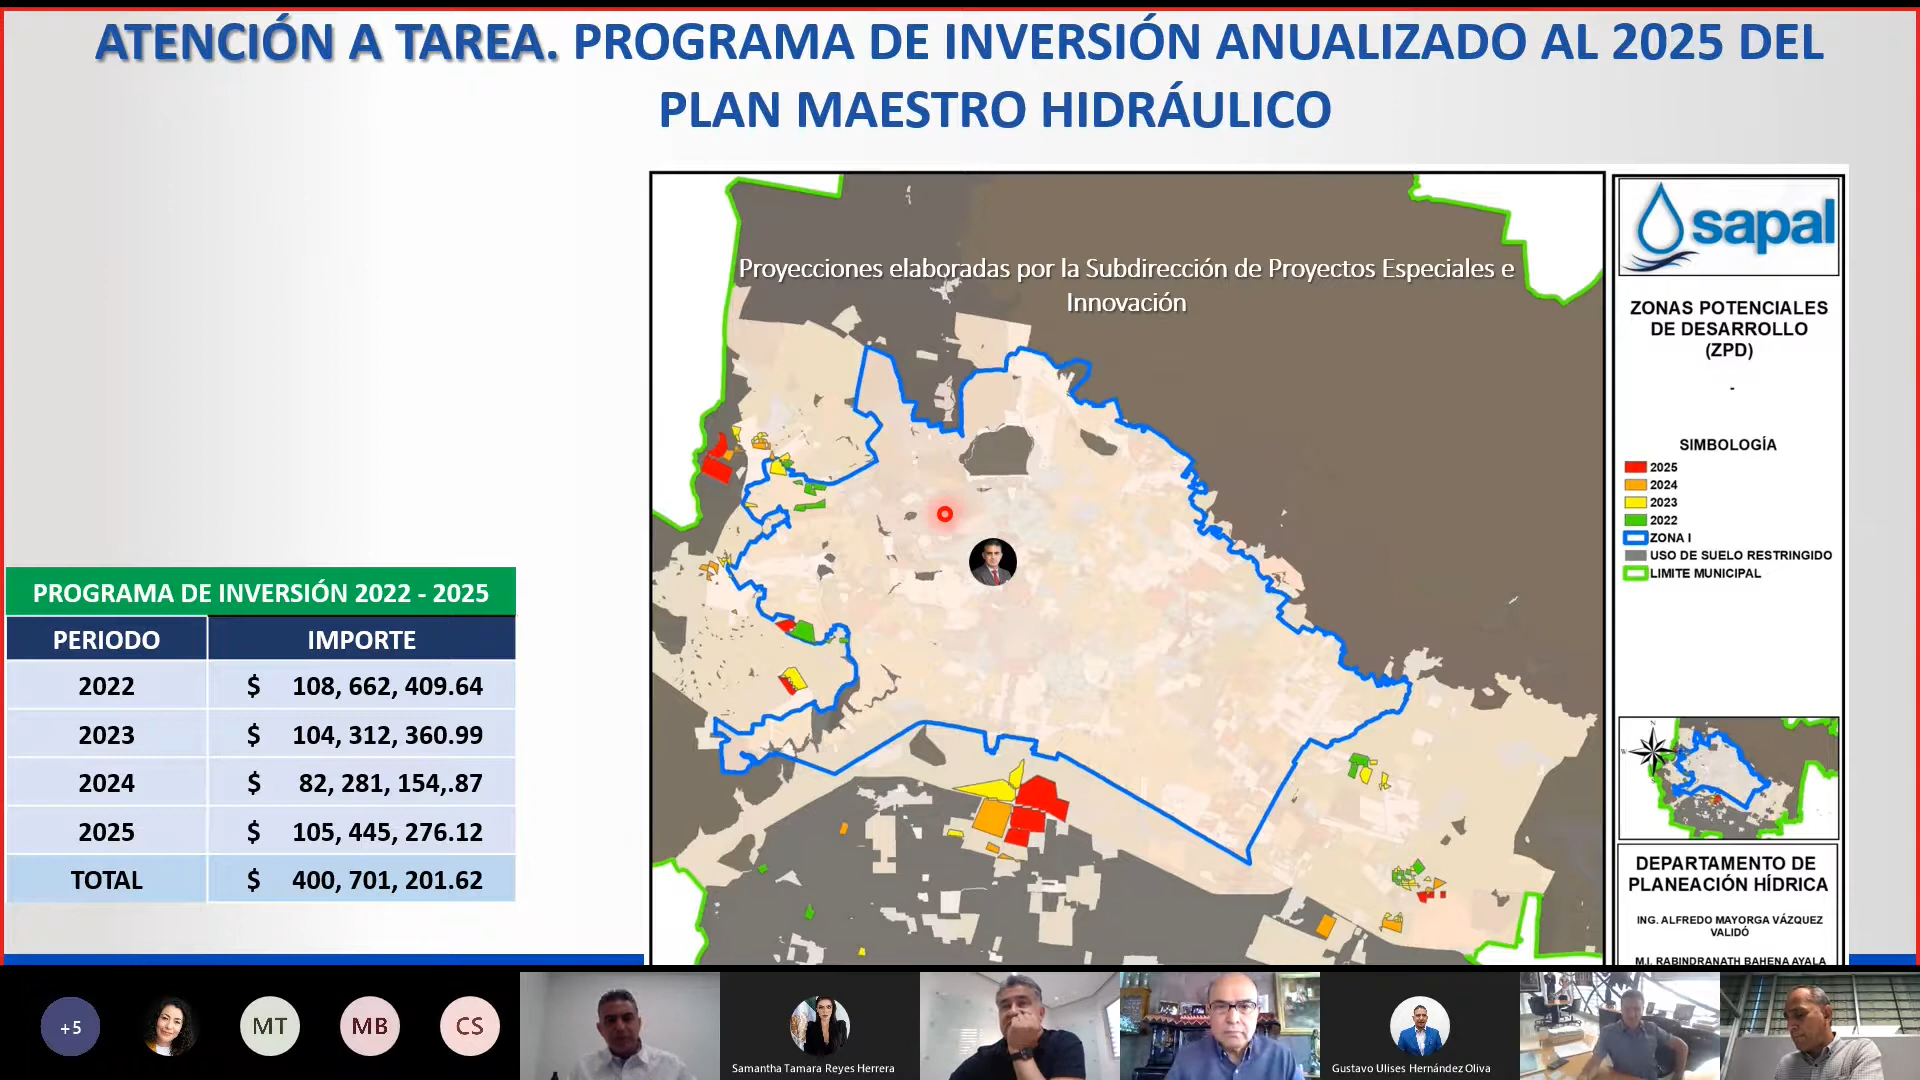 ATENCIÓN A TAREA. PROGRAMA DE INVERSIÓN ANUALIZADO AL 2025 DEL
PLAN MAESTRO HIDRÁULICO
Proyecciones elaboradas por la Subdirección de Proyectos Especiales e
Innovación
sapal
ZONAS POTENCIALES
DE DESARROLLO
(ZPD)
-
SIMBOLOGÍA
2025
2024
2023
2022
ZONA I
USO DE SUELO RESTRINGIDO
LIMITE MUNICIPAL
PROGRAMA DE INVERSIÓN 2022 - 2025
PERIODO IMPORTE
2022 $ 108, 662, 409.64
2023 $ 104, 312, 360.99
2024 $ 82, 281, 154,.87
2025 $ 105, 445, 276.12
TOTAL $ 400, 701, 201.62
N
DEPARTAMENTO DE
PLANEACIÓN HÍDRICA
ING. ALFREDO MAYORGA VÁZQUEZ
VALIDÓ
M.I. RABINDRANATH BAHENA AYALA
+5
MT
MB
CS
Samantha Tamara Reyes Herrera
Gustavo Ulises Hernández Oliva